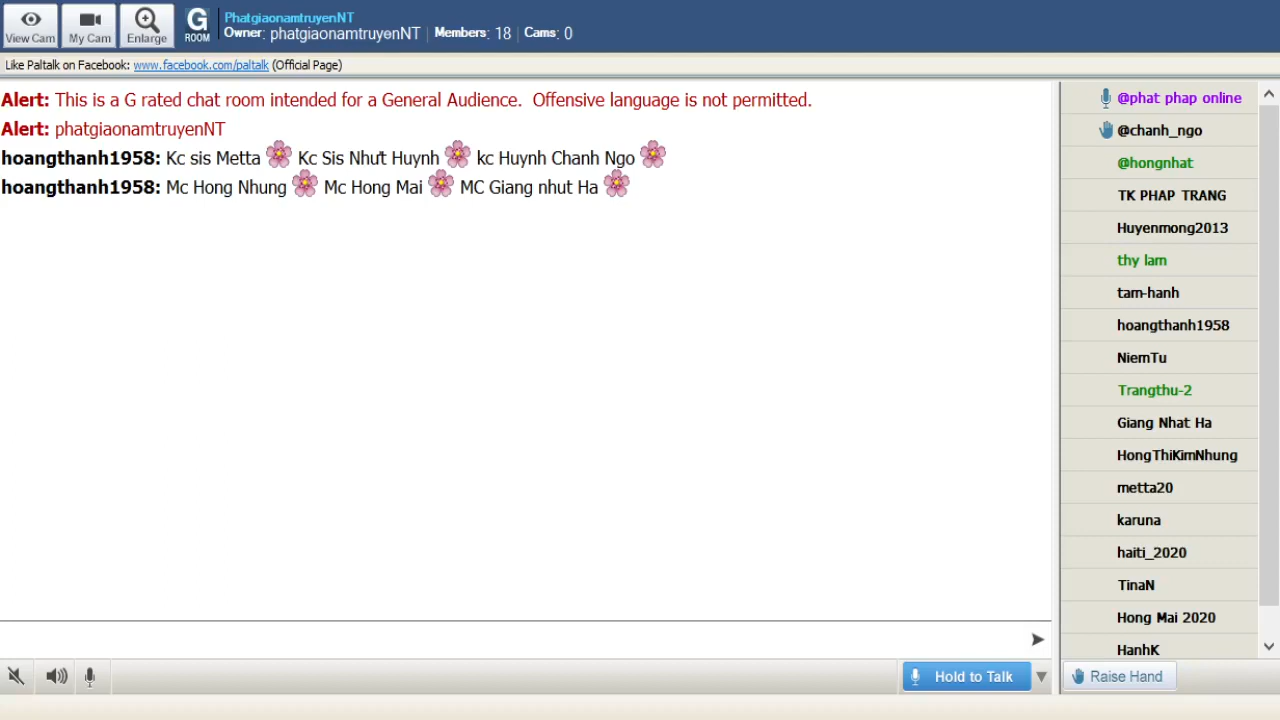 View Cam
My Cam
Enlarge
G
ROOM
PhatgiaonamtruyenNT
Owner: phatgiaonamtruyenNT | Members: 18 | Cams: 0
Like Paltalk on Facebook: www.facebook.com/paltalk (Official Page)
Alert: This is a G rated chat room intended for a General Audience. Offensive language is not permitted.
Alert: phatgiaonamtruyenNT
hoangthanh1958: Kc sis Metta Kc Sis Như't Huynh kc Huynh Chanh Ngo
hoangthanh1958: Mc Hong Nhung Mc Hong Mai MC Giang nhut Ha
@phat phap online
@chanh_ngo
@hongnhat
TK PHAP TRANG
Huyenmong2013
thy lam
tam-hanh
hoangthanh1958
NiemTu
Trangthu-2
Giang Nhat Ha
HongThiKimNhung
metta20
karuna
haiti_2020
TinaN
Hong Mai 2020
HanhK
Hold to Talk
Raise Hand